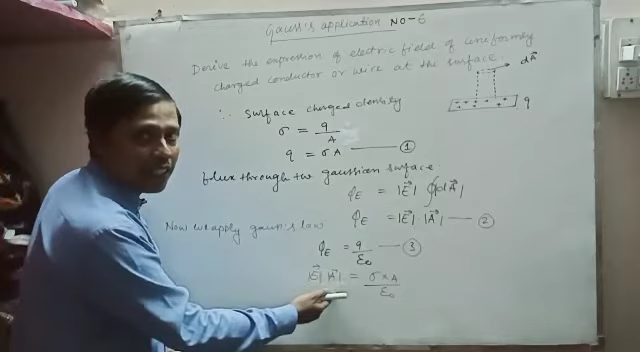 Gauss's application NO-6
Derive the expression of electric field of uniformly
charged conductor or wire at the surface.
dA⃗
∴ surface charged density
q
σ = q/A
q = σA —— ①
flux through the gaussian surface.
φE = |E⃗| ∮|dA⃗|
φE = |E⃗| |A⃗| —— ②
Now we apply gauss's law
φE = q/ε₀ —— ③
|E⃗| |A⃗| = σ×A/ε₀